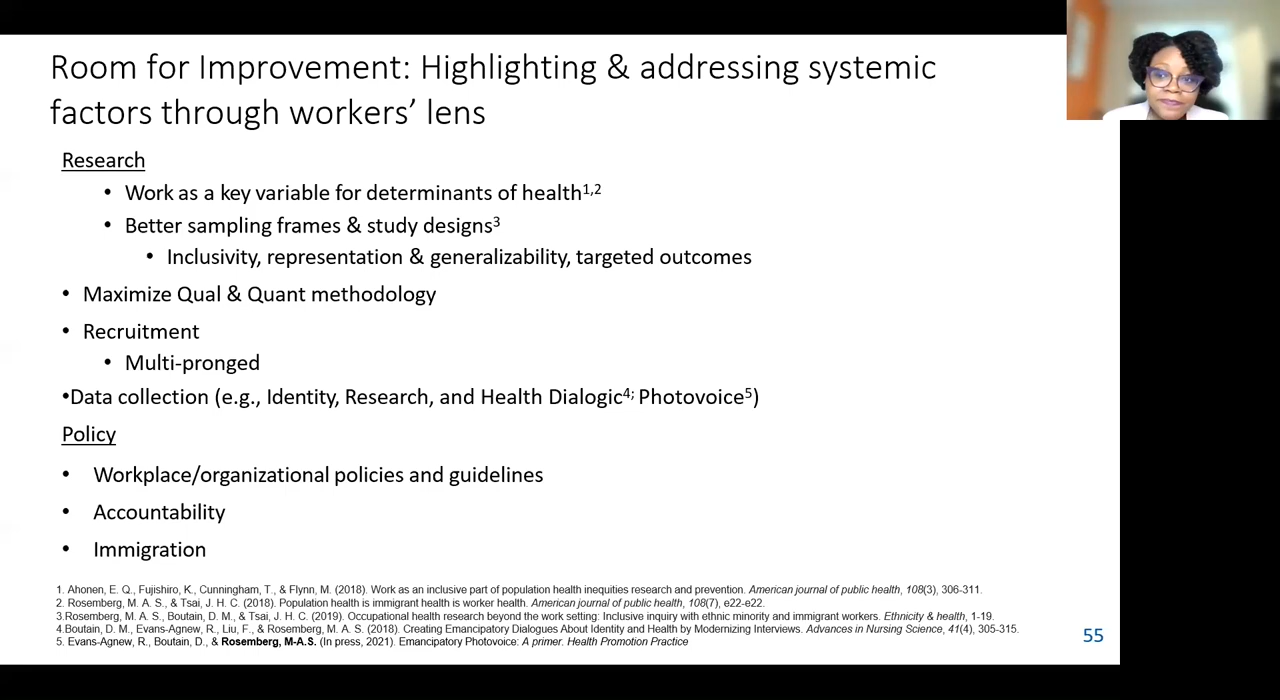 Room for Improvement: Highlighting & addressing systemic
factors through workers’ lens
Research
• Work as a key variable for determinants of health1,2
• Better sampling frames & study designs3
• Inclusivity, representation & generalizability, targeted outcomes
• Maximize Qual & Quant methodology
• Recruitment
• Multi-pronged
•Data collection (e.g., Identity, Research, and Health Dialogic4; Photovoice5)
Policy
• Workplace/organizational policies and guidelines
• Accountability
• Immigration
1. Ahonen, E. Q., Fujishiro, K., Cunningham, T., & Flynn, M. (2018). Work as an inclusive part of population health inequities research and prevention. American journal of public health, 108(3), 306-311.
2. Rosemberg, M. A. S., & Tsai, J. H. C. (2018). Population health is immigrant health is worker health. American journal of public health, 108(7), e22-e22.
3.Rosemberg, M. A. S., Boutain, D. M., & Tsai, J. H. C. (2019). Occupational health research beyond the work setting: Inclusive inquiry with ethnic minority and immigrant workers. Ethnicity & health, 1-19.
4.Boutain, D. M., Evans-Agnew, R., Liu, F., & Rosemberg, M. A. S. (2018). Creating Emancipatory Dialogues About Identity and Health by Modernizing Interviews. Advances in Nursing Science, 41(4), 305-315.
5. Evans-Agnew, R., Boutain, D., & Rosemberg, M-A.S. (In press, 2021). Emancipatory Photovoice: A primer. Health Promotion Practice
55